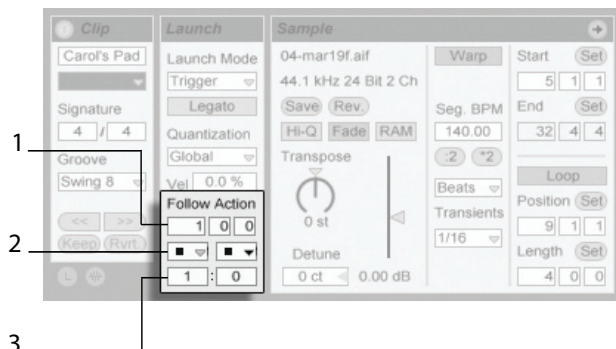 Clip
Carol's Pad
Signature
4 / 4
Groove
Swing 8
<< >>
Keep Rvrt.
L
Launch
Launch Mode
Trigger
Legato
Quantization
Global
Vel 0.0 %
Follow Action
1 0 0
1 : 0
Sample
04-mar19f.aif
44.1 kHz 24 Bit 2 Ch
Save Rev.
Hi-Q Fade RAM
Transpose
0 st
Detune
0 ct 0.00 dB
Warp
Seg. BPM
140.00
:2 *2
Beats
Transients
1/16
Start Set
5 1 1
End Set
32 4 4
Loop
Position Set
9 1 1
Length Set
4 0 0
1
2
3